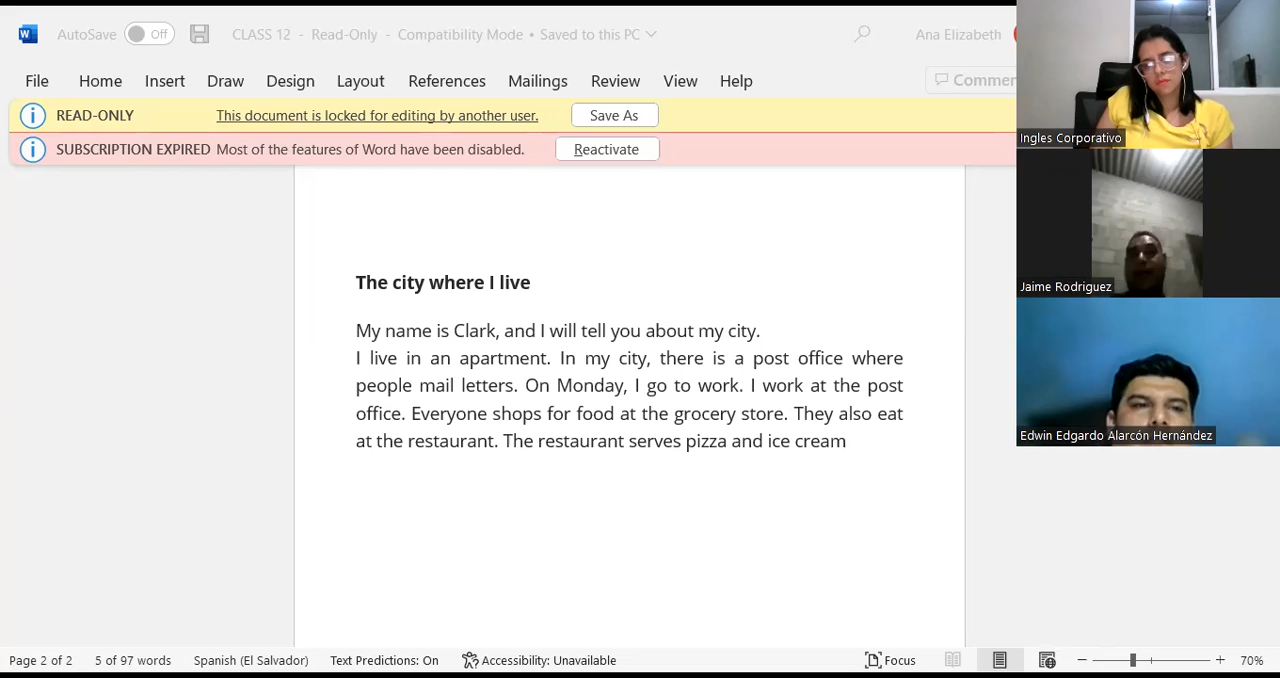 AutoSave Off CLASS 12 - Read-Only - Compatibility Mode • Saved to this PC Ana Elizabeth
File Home Insert Draw Design Layout References Mailings Review View Help Commen
READ-ONLY This document is locked for editing by another user. Save As
SUBSCRIPTION EXPIRED Most of the features of Word has been disabled. Reactivate
The city where I live
My name is Clark, and I will tell you about my city.
I live in an apartment. In my city, there is a post office where
people mail letters. On Monday, I go to work. I work at the post
office. Everyone shops for food at the grocery store. They also eat
at the restaurant. The restaurant serves pizza and ice cream
Ingles Corporativo
Jaime Rodriguez
Edwin Edgardo Alarcón Hernández
Page 2 of 2 5 of 97 words Spanish (El Salvador) Text Predictions: On Accessibility: Unavailable Focus 70%